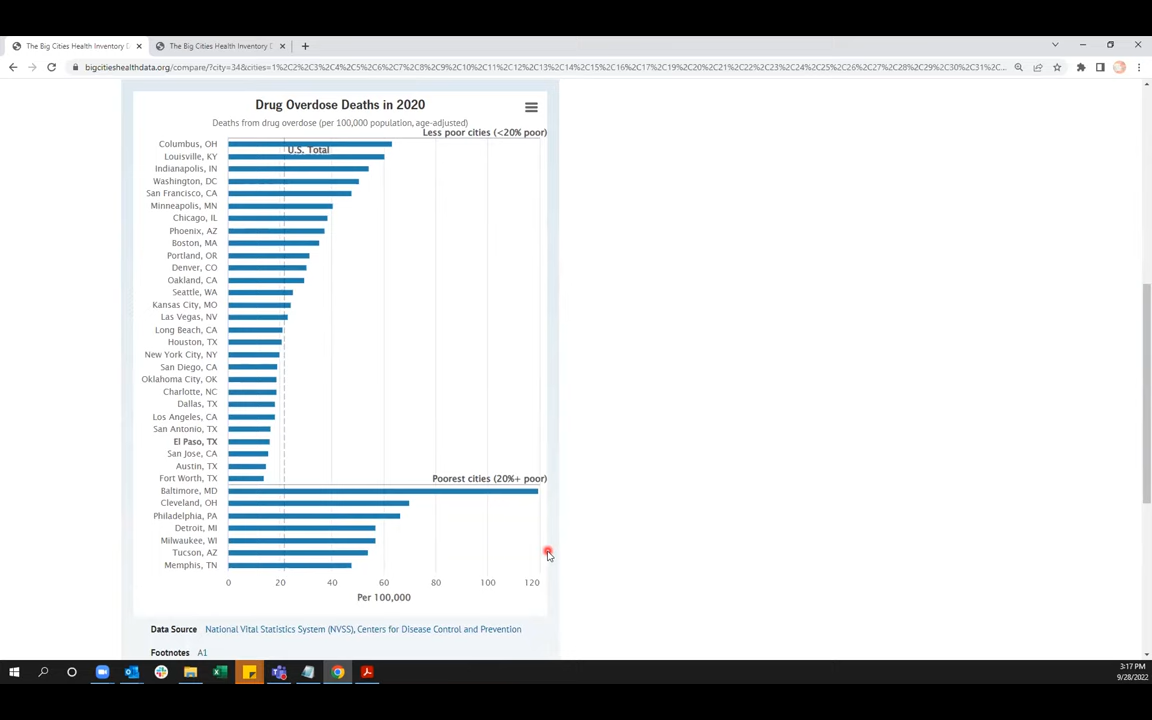 The Big Cities Health Inventory D
The Big Cities Health Inventory D
bigcitieshealthdata.org/compare/?city=34&cities=1%2C2%2C3%2C4%2C5%2C6%2C7%2C8%2C9%2C10%2C11%2C12%2C13%2C14%2C15%2C16%2C17%2C18%2C19%2C20%2C21%2C22%2C23%2C24%2C25%2C26%2C27%2C28%2C29%2C30%2C31%2C...
Drug Overdose Deaths in 2020
Deaths from drug overdose (per 100,000 population, age-adjusted)
Less poor cities (<20% poor)
Columbus, OH
U.S. Total
Louisville, KY
Indianapolis, IN
Washington, DC
San Francisco, CA
Minneapolis, MN
Chicago, IL
Phoenix, AZ
Boston, MA
Portland, OR
Denver, CO
Oakland, CA
Seattle, WA
Kansas City, MO
Las Vegas, NV
Long Beach, CA
Houston, TX
New York City, NY
San Diego, CA
Oklahoma City, OK
Charlotte, NC
Dallas, TX
Los Angeles, CA
San Antonio, TX
El Paso, TX
San Jose, CA
Austin, TX
Fort Worth, TX
Poorest cities (20%+ poor)
Baltimore, MD
Cleveland, OH
Philadelphia, PA
Detroit, MI
Milwaukee, WI
Tucson, AZ
Memphis, TN
0 20 40 60 80 100 120
Per 100,000
Data Source National Vital Statistics System (NVSS), Centers for Disease Control and Prevention
Footnotes A1
3:17 PM
9/28/2022